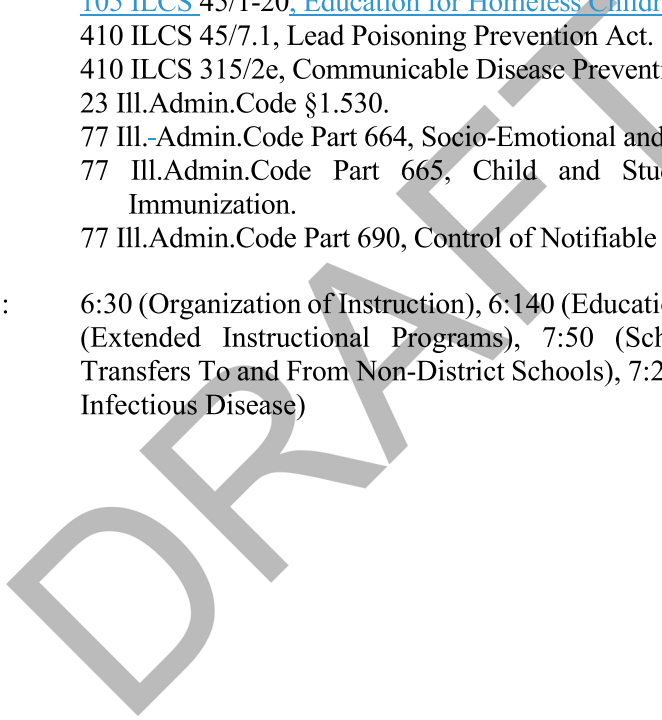 105 ILCS 45/1-20, Education for Homeless Childr
410 ILCS 45/7.1, Lead Poisoning Prevention Act.
410 ILCS 315/2e, Communicable Disease Preventi
23 Ill.Admin.Code §1.530.
77 Ill.-Admin.Code Part 664, Socio-Emotional and
77 Ill.Admin.Code Part 665, Child and Stu
Immunization.
77 Ill.Admin.Code Part 690, Control of Notifiable
: 6:30 (Organization of Instruction), 6:140 (Educati
(Extended Instructional Programs), 7:50 (Sch
Transfers To and From Non-District Schools), 7:2
Infectious Disease)
DRAFT